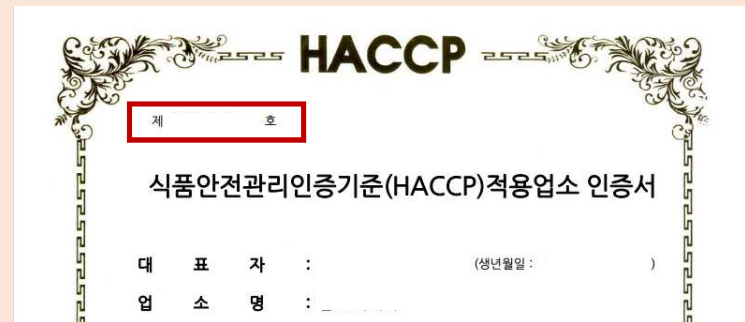 HACCP
제 호
식품안전관리인증기준(HACCP)적용업소 인증서
대 표 자 : (생년월일 : )
업 소 명 :